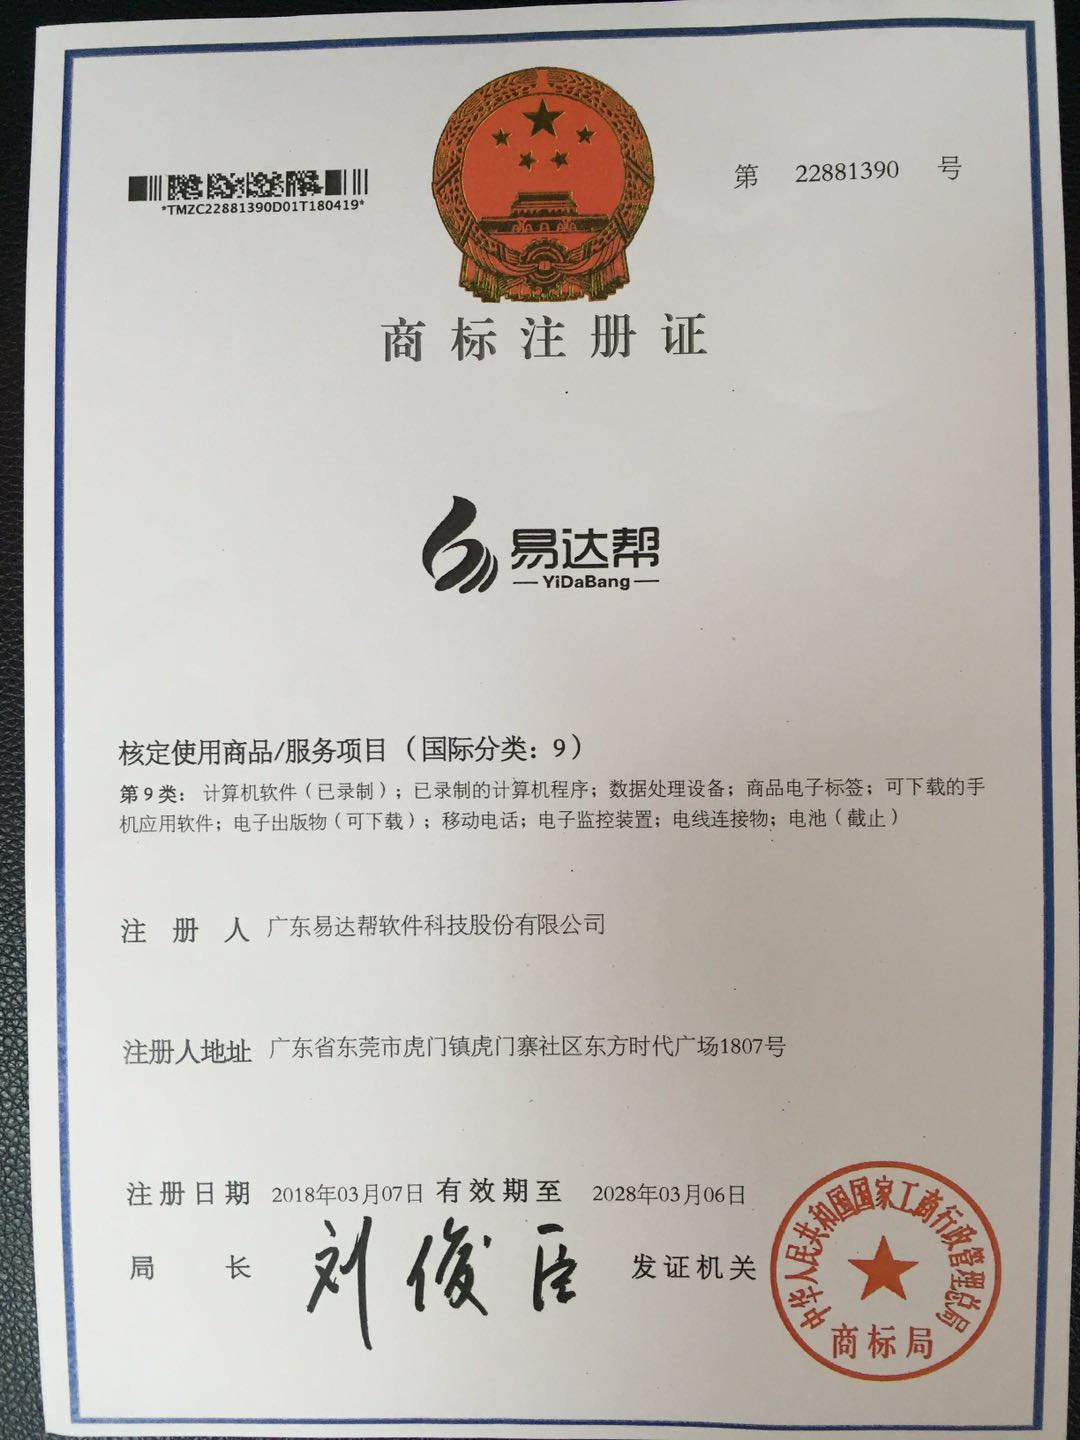 第 22881390 号
*TMZC22881390D01T180419*
商标注册证
易达帮
YiDaBang
核定使用商品/服务项目（国际分类：9）
第9类：计算机软件（已录制）；已录制的计算机程序；数据处理设备；商品电子标签；可下载的手
机应用软件；电子出版物（可下载）；移动电话；电子监控装置；电线连接物；电池（截止）
注册人 广东易达帮软件科技股份有限公司
注册人地址 广东省东莞市虎门镇虎门寨社区东方时代广场1807号
注册日期 2018年03月07日 有效期至 2028年03月06日
局长 刘俊臣 发证机关
中华人民共和国国家工商行政管理总局
商标局